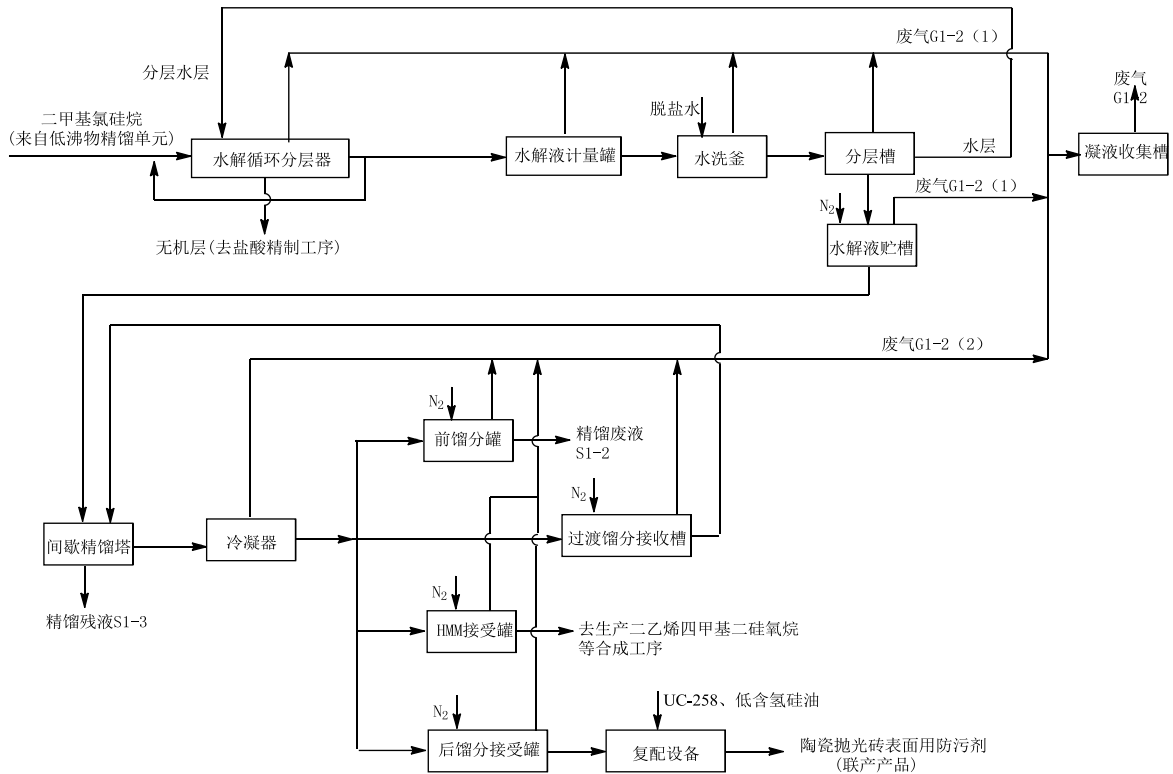 废气G1-2（1）
分层水层
废气
G1-2
二甲基氯硅烷
(来自低沸物精馏单元)
脱盐水
水解循环分层器
水解液计量罐
水洗釜
分层槽
水层
凝液收集槽
废气G1-2（1）
N2
无机层(去盐酸精制工序)
水解液贮槽
废气G1-2（2）
N2
前馏分罐
精馏废液
S1-2
N2
间歇精馏塔
冷凝器
过渡馏分接收槽
N2
精馏残液S1-3
HMM接受罐
去生产二乙烯四甲基二硅氧烷
等合成工序
UC-258、低含氢硅油
N2
后馏分接受罐
复配设备
陶瓷抛光砖表面用防污剂
(联产产品)